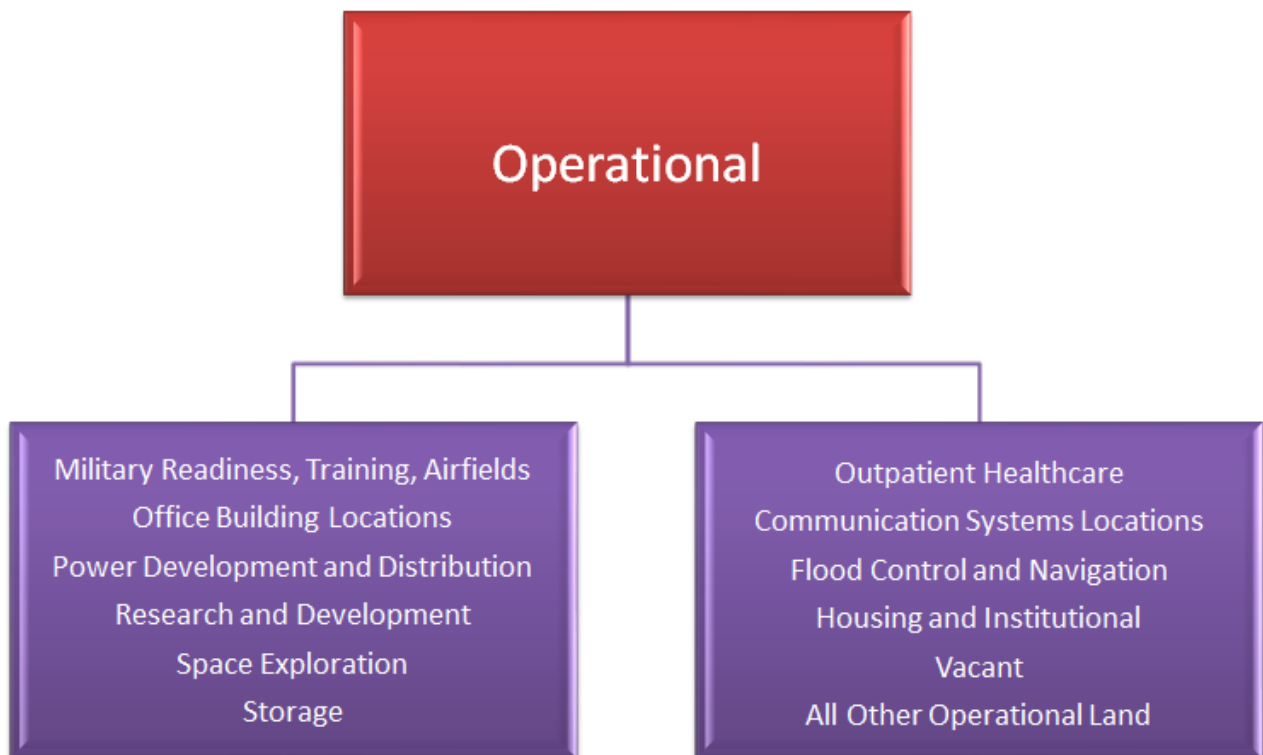 Operational
Military Readiness, Training, Airfields
Office Building Locations
Power Development and Distribution
Research and Development
Space Exploration
Storage
Outpatient Healthcare
Communication Systems Locations
Flood Control and Navigation
Housing and Institutional
Vacant
All Other Operational Land